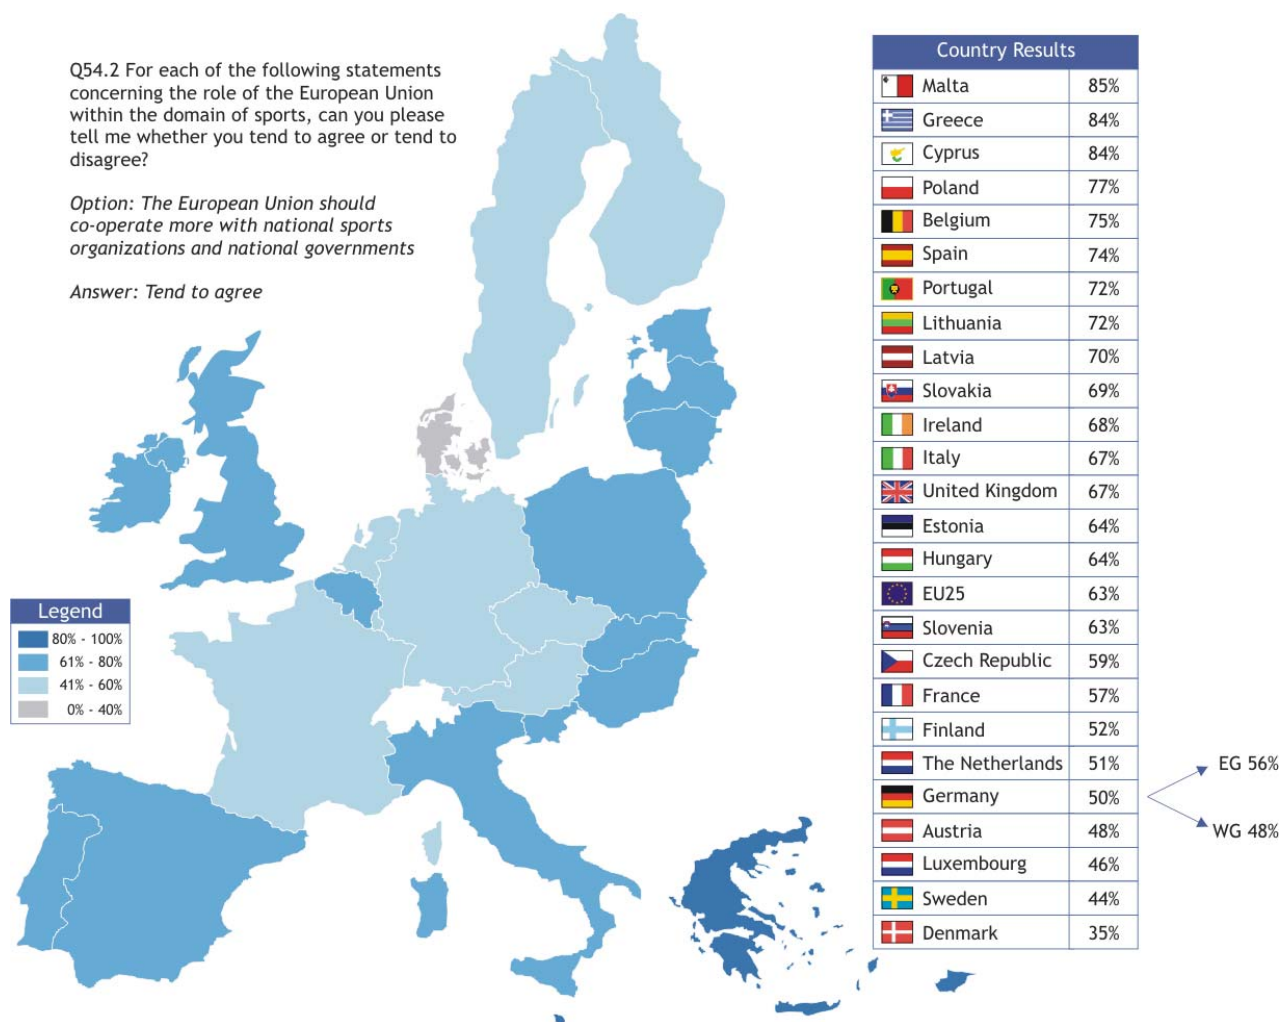 Q54.2 For each of the following statements
concerning the role of the European Union
within the domain of sports, can you please
tell me whether you tend to agree or tend to
disagree?
Option: The European Union should
co-operate more with national sports
organizations and national governments
Answer: Tend to agree
Legend
80% - 100%
61% - 80%
41% - 60%
0% - 40%
Country Results
Malta 85%
Greece 84%
Cyprus 84%
Poland 77%
Belgium 75%
Spain 74%
Portugal 72%
Lithuania 72%
Latvia 70%
Slovakia 69%
Ireland 68%
Italy 67%
United Kingdom 67%
Estonia 64%
Hungary 64%
EU25 63%
Slovenia 63%
Czech Republic 59%
France 57%
Finland 52%
The Netherlands 51%
Germany 50%
Austria 48%
Luxembourg 46%
Sweden 44%
Denmark 35%
EG 56%
WG 48%